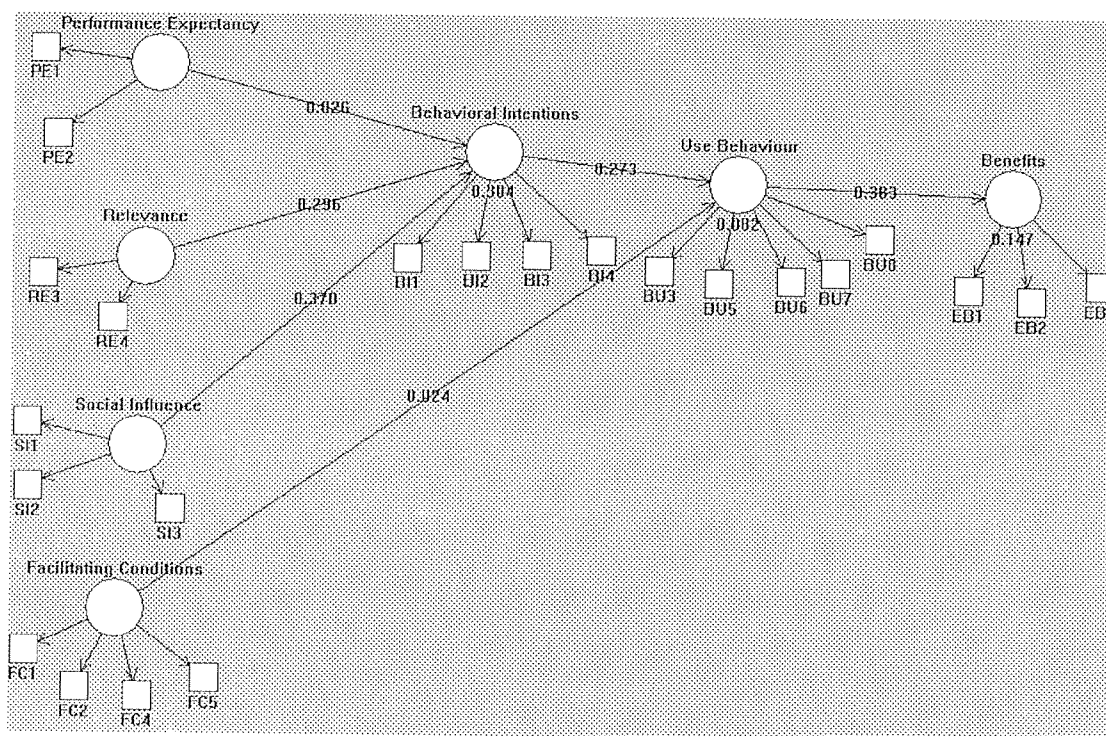 Performance Expectancy
PE1
PE2
0.026
Behavioral Intentions
0.304
Use Behaviour
0.273
0.082
Benefits
0.383
0.147
Relevance
0.296
RE3
RE4
BI1
BI2
BI3
BI4
BU3
BU5
BU6
BU7
BU8
EB1
EB2
0.370
0.024
Social Influence
SI1
SI2
SI3
Facilitating Conditions
FC1
FC2
FC4
FC5